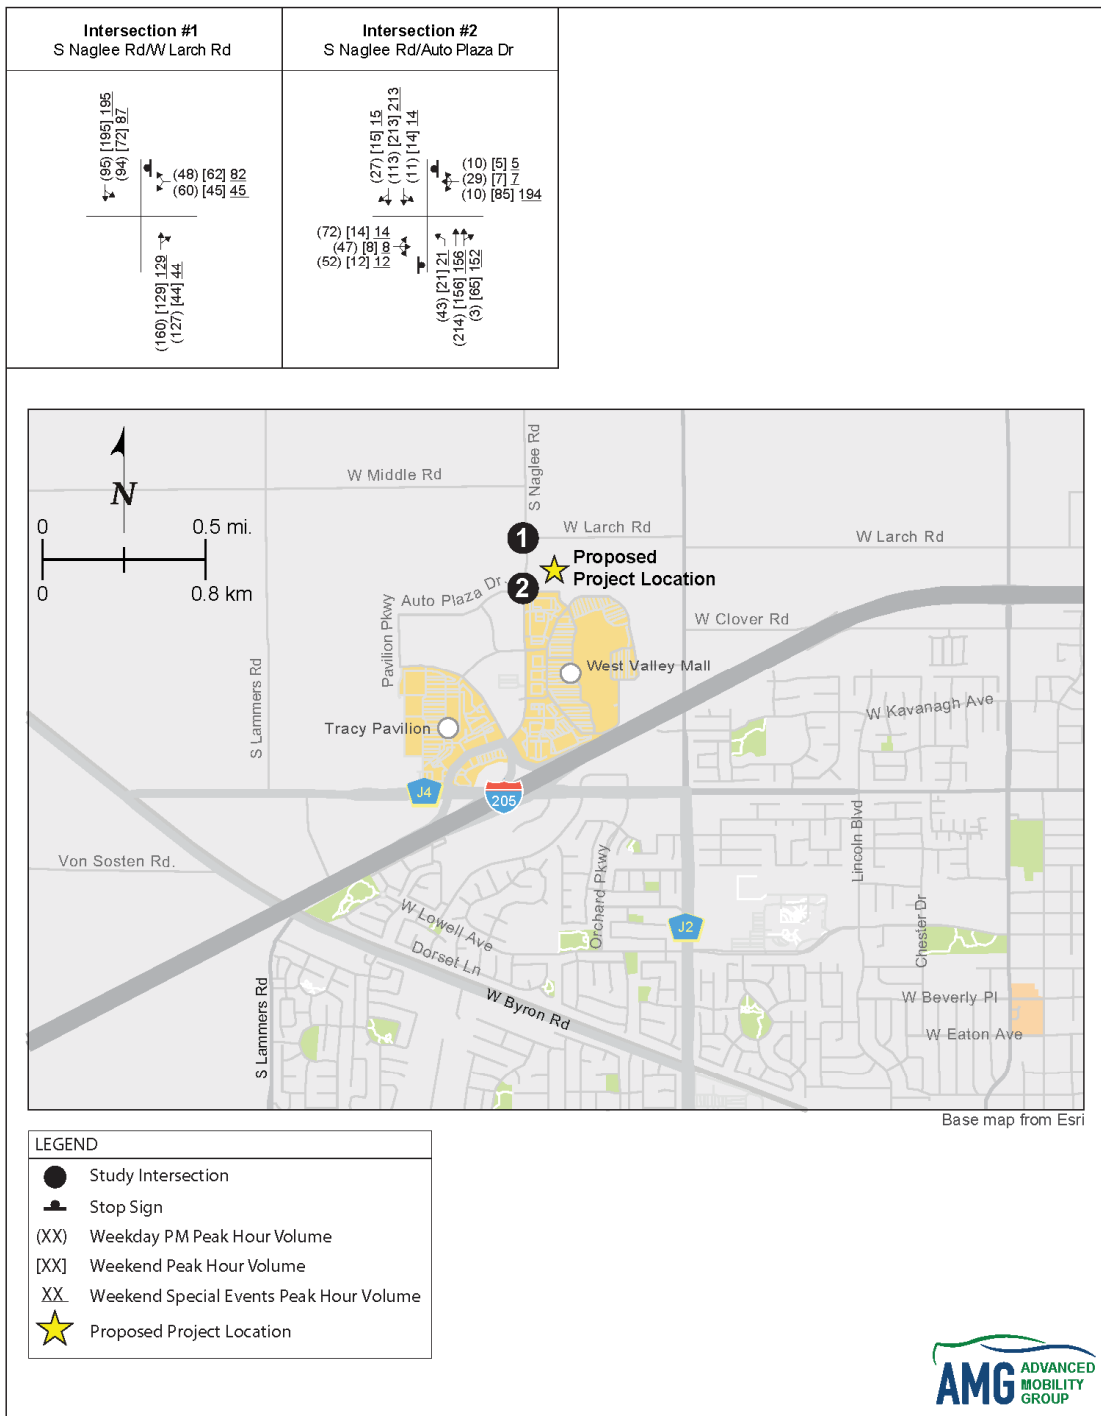 Intersection #1
S Naglee Rd/W Larch Rd
Intersection #2
S Naglee Rd/Auto Plaza Dr
(95) [195] 195
(94) [72] 87
(48) [62] 82
(60) [45] 45
(160) [129] 129
(127) [44] 44
(27) [15] 15
(113) [213] 213
(11) [14] 14
(10) [5] 5
(29) [7] 7
(10) [85] 194
(72) [14] 14
(47) [8] 8
(52) [12] 12
(43) [21] 21
(214) [156] 156
(3) [65] 152
N
0 0.5 mi.
0 0.8 km
W Middle Rd
S Naglee Rd
W Larch Rd
W Larch Rd
1
Proposed
Project Location
2
Auto Plaza Dr.
Pavilion Pkwy
W Clover Rd
S Lammers Rd
West Valley Mall
W Kavanagh Ave
Tracy Pavilion
J4
205
Lincoln Blvd
Von Sosten Rd.
Orchard Pkwy
W Lowell Ave
J2
Chester Dr
Dorset Ln
W Byron Rd
S Lammers Rd
W Beverly Pl
W Eaton Ave
Base map from Esri
LEGEND
Study Intersection
Stop Sign
(XX) Weekday PM Peak Hour Volume
[XX] Weekend Peak Hour Volume
XX Weekend Special Events Peak Hour Volume
Proposed Project Location
AMG ADVANCED
MOBILITY
GROUP